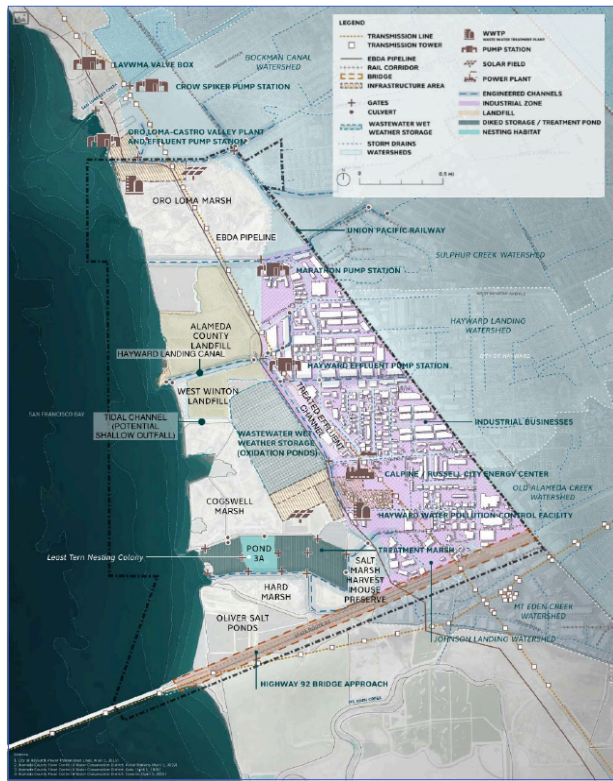 LEGEND
TRANSMISSION LINE
TRANSMISSION TOWER
EBDA PIPELINE
RAIL CORRIDOR
BRIDGE
INFRASTRUCTURE AREA
GATES
CULVERT
WASTEWATER WET
WEATHER STORAGE
STORM DRAINS
WATERSHEDS
0
0.5 MI
WWTP
WASTE WATER TREATMENT PLANT
PUMP STATION
SOLAR FIELD
POWER PLANT
ENGINEERED CHANNELS
INDUSTRIAL ZONE
LANDFILL
DIKED STORAGE / TREATMENT POND
NESTING HABITAT
BOCKMAN CANAL
WATERSHED
LAVWMA VALVE BOX
CROW SPIKER PUMP STATION
ORO LOMA-CASTRO VALLEY PLANT
AND EFFLUENT PUMP STATION
ORO LOMA MARSH
EBDA PIPELINE
UNION PACIFIC RAILWAY
SULPHUR CREEK WATERSHED
MARATHON PUMP STATION
HAYWARD LANDING
WATERSHED
CITY OF HAYWARD
ALAMEDA
COUNTY
LANDFILL
HAYWARD LANDING CANAL
HAYWARD EFFLUENT PUMP STATION
WEST WINTON
LANDFILL
TREATED EFFLUENT
CHANNEL
SAN FRANCISCO BAY
TIDAL CHANNEL
(POTENTIAL
SHALLOW OUTFALL)
INDUSTRIAL BUSINESSES
WASTEWATER WET
WEATHER STORAGE
(OXIDATION PONDS)
CALPINE / RUSSELL CITY ENERGY CENTER
OLD ALAMEDA CREEK
WATERSHED
COGSWELL
MARSH
HAYWARD WATER POLLUTION CONTROL FACILITY
Least Tern Nesting Colony
POND
3A
TREATMENT MARSH
SALT
MARSH
HARVEST
MOUSE
PRESERVE
HARD
MARSH
MT EDEN CREEK
WATERSHED
OLIVER SALT
PONDS
JOHNSON LANDING WATERSHED
HIGHWAY 92 BRIDGE APPROACH